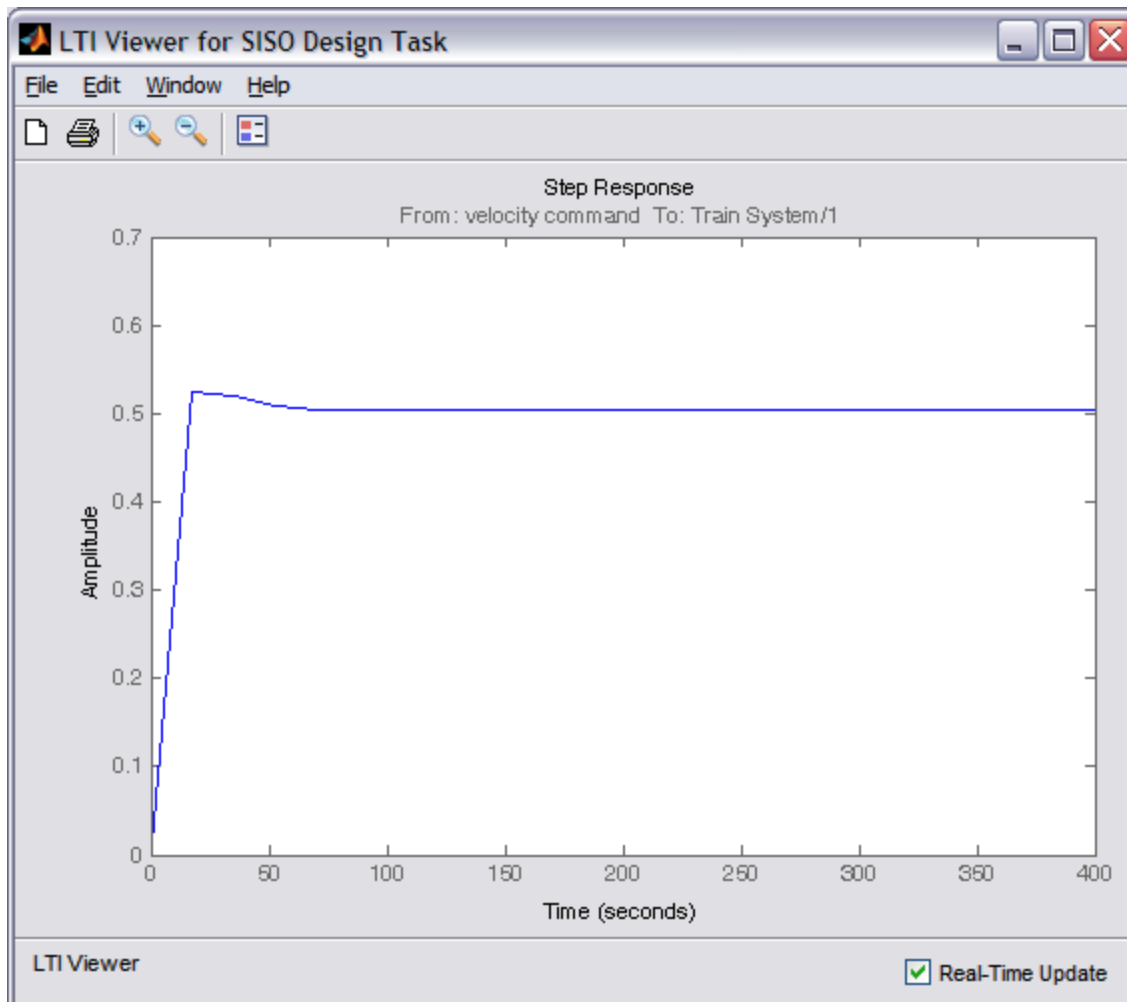 LTI Viewer for SISO Design Task
File Edit Window Help
Step Response
From: velocity command To: Train System/1
0.7
0.6
0.5
0.4
0.3
0.2
0.1
0
Amplitude
0 50 100 150 200 250 300 350 400
Time (seconds)
LTI Viewer
Real-Time Update